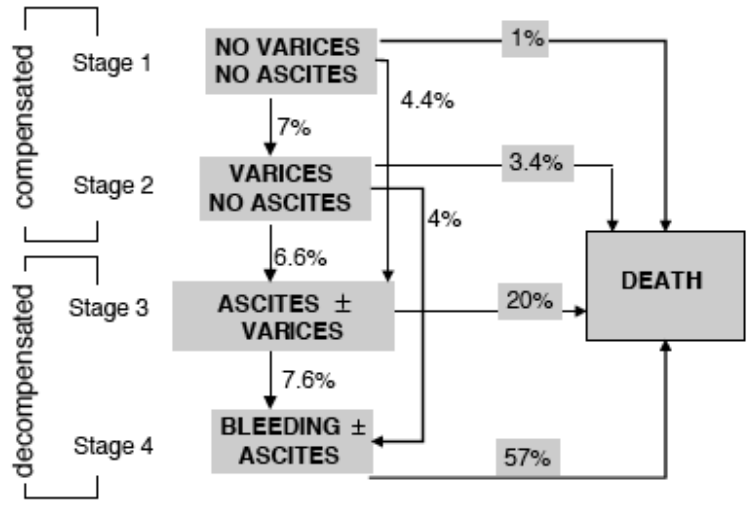 compensated
Stage 1
NO VARICES
NO ASCITES
1%
4.4%
7%
Stage 2
VARICES
NO ASCITES
3.4%
4%
6.6%
decompensated
Stage 3
ASCITES ±
VARICES
20%
DEATH
7.6%
Stage 4
BLEEDING ±
ASCITES
57%